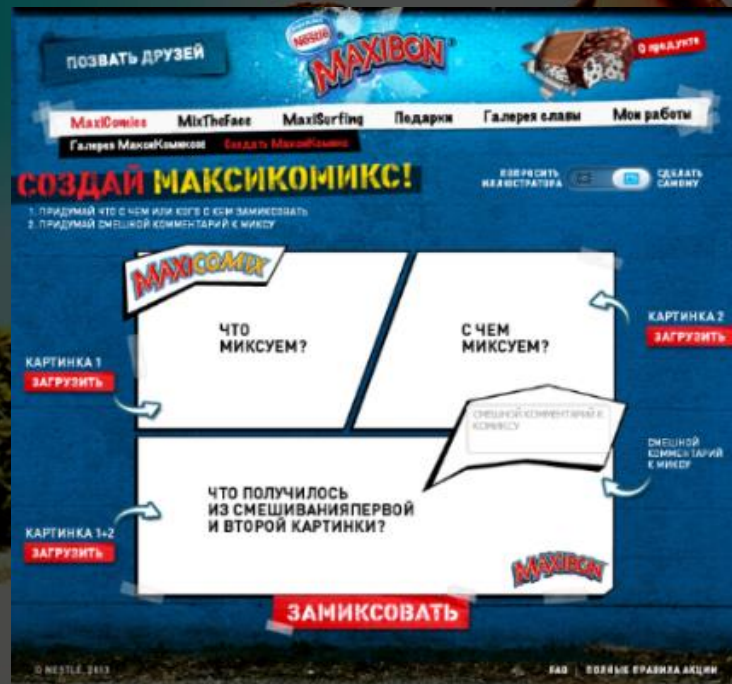 ПОЗВАТЬ ДРУЗЕЙ
Nestlé
MAXIBON
О продукте
MaxiComics MixTheFace MaxiSurfing Подарки Галерея славы Мои работы
Галерея МаксиКомиксов Создать МаксиКомикс
СОЗДАЙ МАКСИКОМИКС!
ПОПРОСИТЬ ИЛЛЮСТРАТОРА
СДЕЛАТЬ САМОМУ
1. ПРИДУМАЙ ЧТО С ЧЕМ ИЛИ КОГО С КЕМ ЗАМИКСОВАТЬ
2. ПРИДУМАЙ СМЕШНОЙ КОММЕНТАРИЙ К МИКСУ
MAXICOMIX
ЧТО
МИКСУЕМ?
С ЧЕМ
МИКСУЕМ?
КАРТИНКА 2
ЗАГРУЗИТЬ
КАРТИНКА 1
ЗАГРУЗИТЬ
СМЕШНОЙ КОММЕНТАРИЙ К
КОМИКСУ
СМЕШНОЙ
КОММЕНТАРИЙ
К МИКСУ
ЧТО ПОЛУЧИЛОСЬ
ИЗ СМЕШИВАНИЯПЕРВОЙ
И ВТОРОЙ КАРТИНКИ?
КАРТИНКА 1+2
ЗАГРУЗИТЬ
MAXIBON
ЗАМИКСОВАТЬ
© NESTLE, 2013
FAQ | ПОЛНЫЕ ПРАВИЛА АКЦИИ